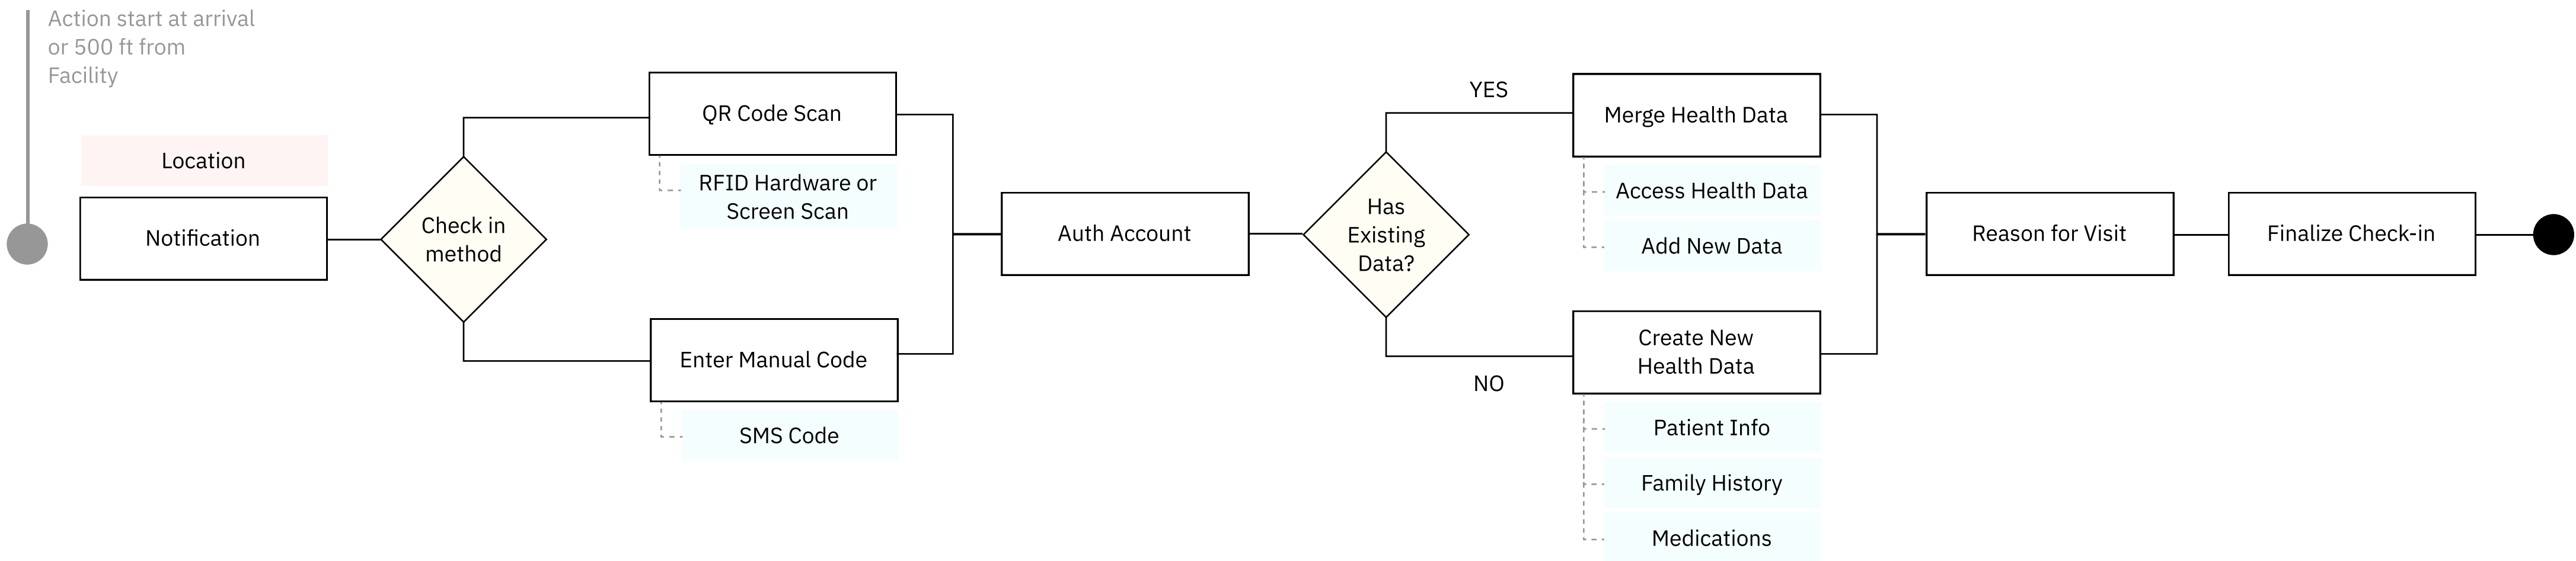 Action start at arrival
or 500 ft from
Facility
Location
Notification
Check in
method
QR Code Scan
RFID Hardware or
Screen Scan
Enter Manual Code
SMS Code
Auth Account
Has
Existing
Data?
YES
NO
Merge Health Data
Access Health Data
Add New Data
Create New
Health Data
Patient Info
Family History
Medications
Reason for Visit
Finalize Check-in